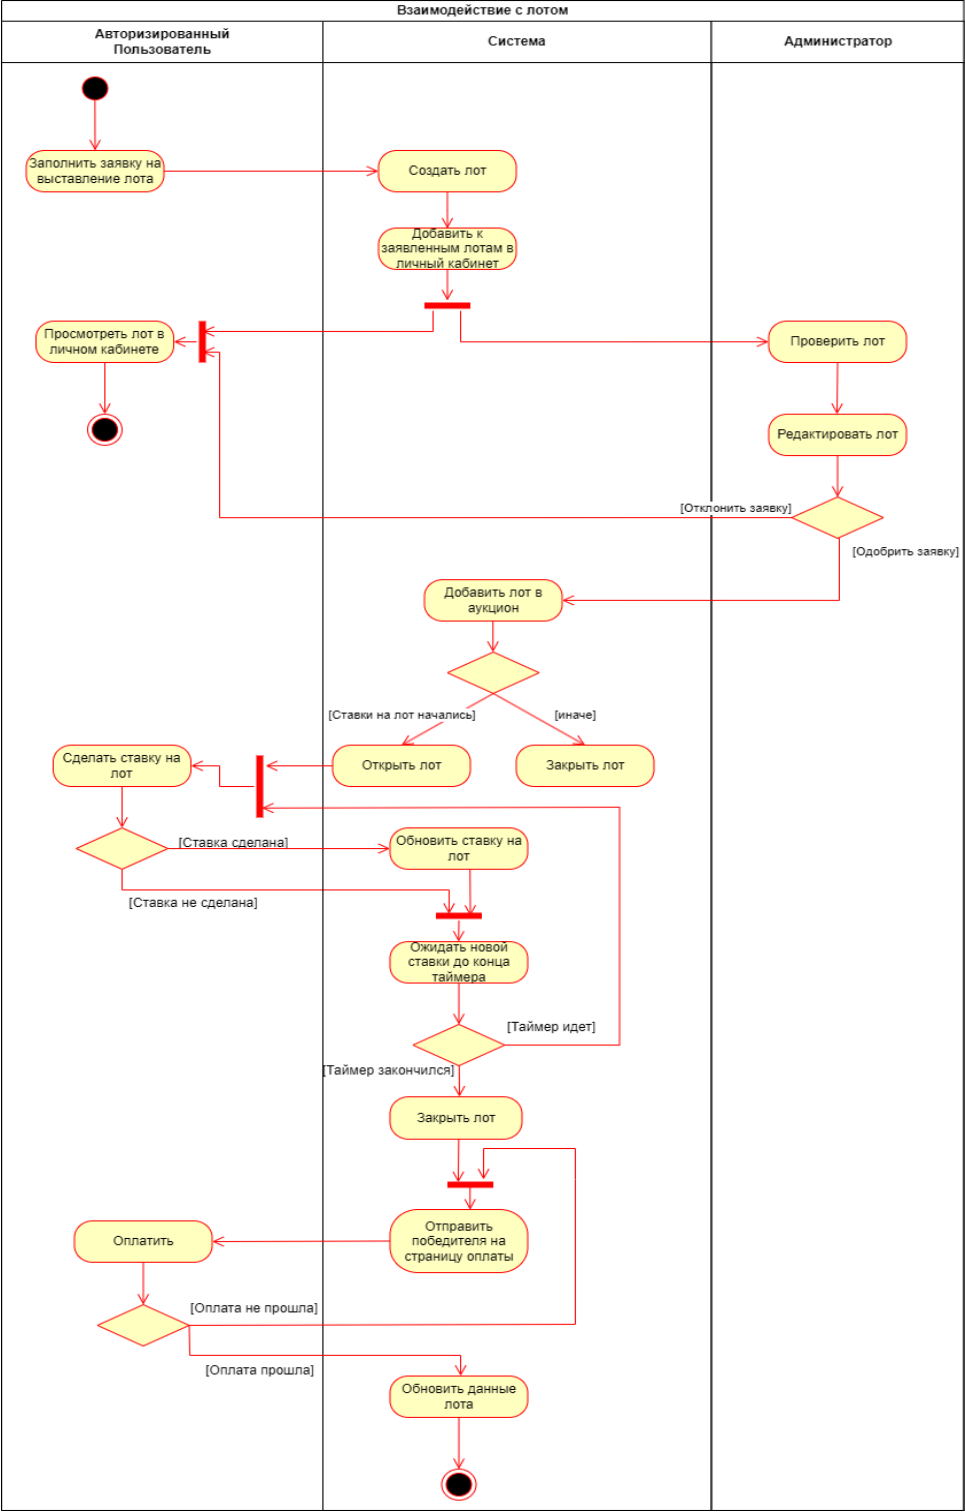 Взаимодействие с лотом
Авторизированный
Пользователь
Система
Администратор
Заполнить заявку на
выставление лота
Создать лот
Добавить к
заявленным лотам в
личный кабинет
Просмотреть лот в
личном кабинете
Проверить лот
Редактировать лот
[Отклонить заявку]
[Одобрить заявку]
Добавить лот в
аукцион
[Ставки на лот начались]
[иначе]
Сделать ставку на
лот
Открыть лот
Закрыть лот
[Ставка сделана]
Обновить ставку на
лот
[Ставка не сделана]
Ожидать новой
ставки до конца
таймера
[Таймер идет]
[Таймер закончился]
Закрыть лот
Оплатить
Отправить
победителя на
страницу оплаты
[Оплата не прошла]
[Оплата прошла]
Обновить данные
лота